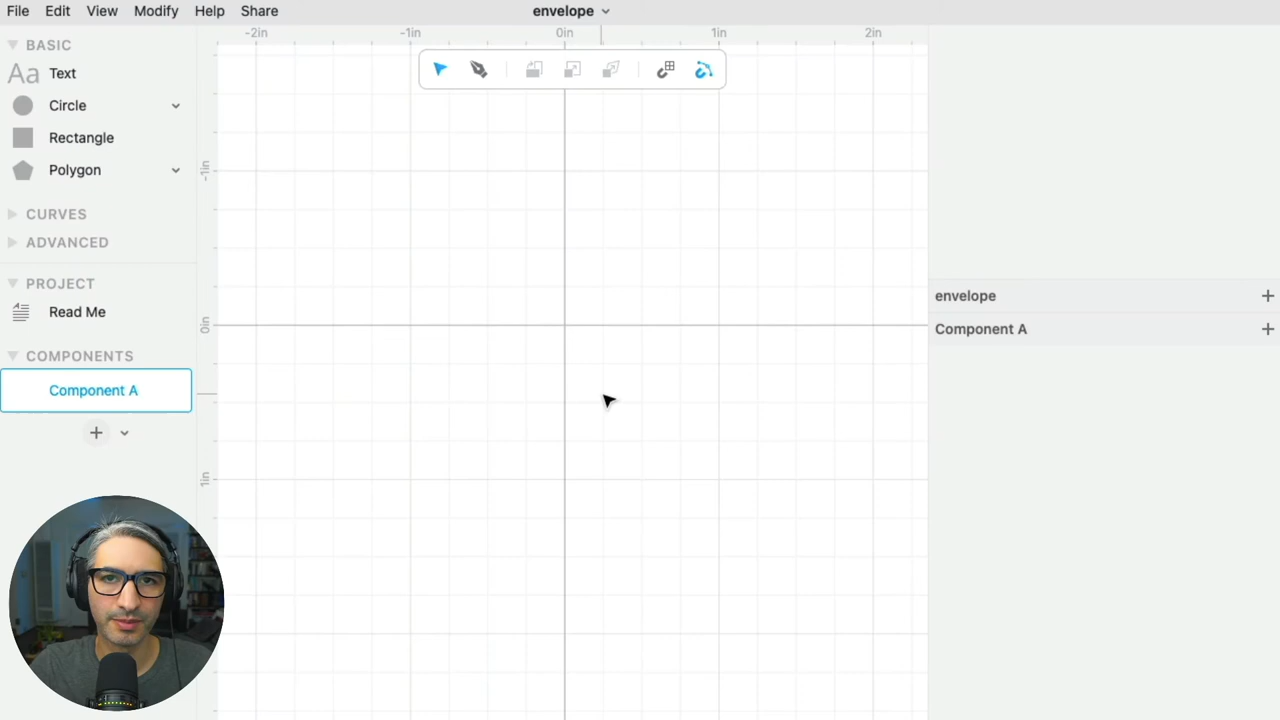 File Edit View Modify Help Share
envelope
-2in -1in 0in 1in 2in
BASIC
Aa Text
Circle
Rectangle
Polygon
CURVES
ADVANCED
PROJECT
Read Me
COMPONENTS
Component A
-1in
0in
1in
envelope
Component A